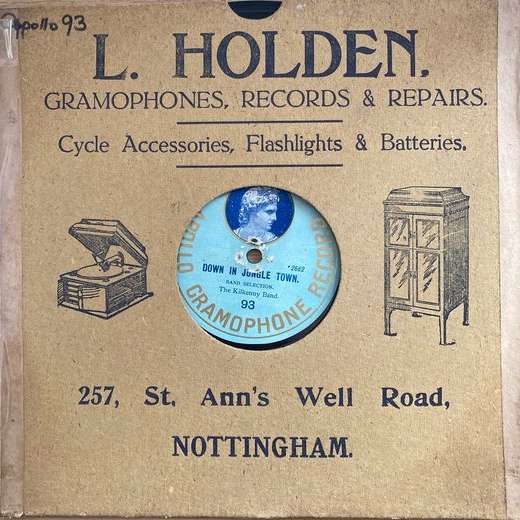 Apollo 93
L. HOLDEN.
GRAMOPHONES, RECORDS & REPAIRS.
Cycle Accessories, Flashlights & Batteries.
APOLLO GRAMOPHONE RECORD
DOWN IN JUNGLE TOWN.
*2662
BAND SELECTION.
The Kilkenny Band.
93
257, St. Ann's Well Road,
NOTTINGHAM.